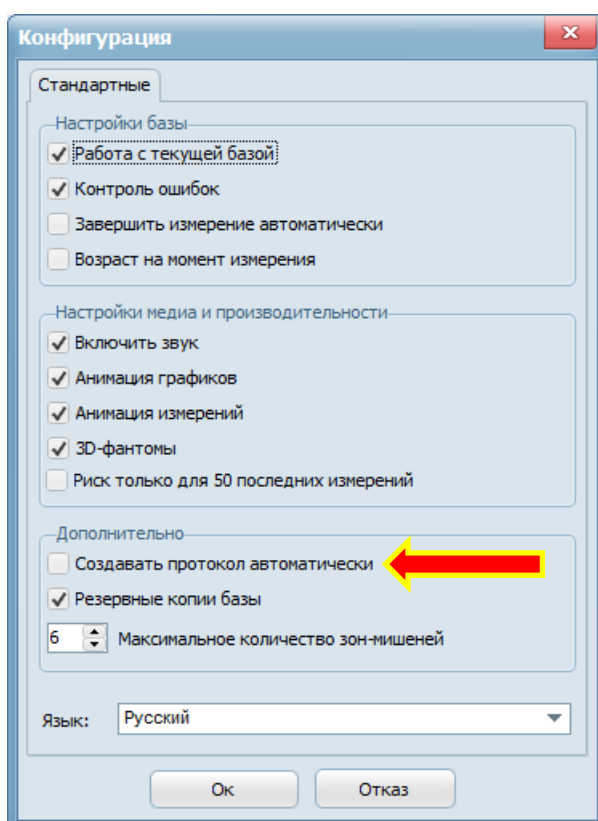 Конфигурация
Стандартные
Настройки базы
Работа с текущей базой
Контроль ошибок
Завершить измерение автоматически
Возраст на момент измерения
Настройки медиа и производительности
Включить звук
Анимация графиков
Анимация измерений
3D-фантомы
Риск только для 50 последних измерений
Дополнительно
Создавать протокол автоматически
Резервные копии базы
6 Максимальное количество зон-мишеней
Язык: Русский
Ок Отказ